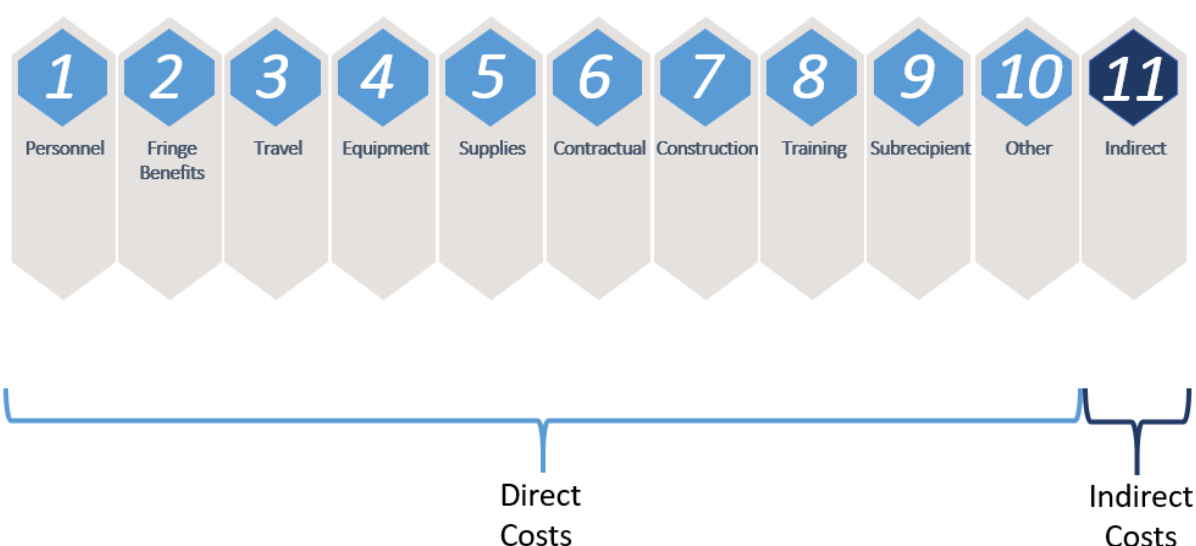 1
2
3
4
5
6
7
8
9
10
11
Personnel
Fringe
Benefits
Travel
Equipment
Supplies
Contractual
Construction
Training
Subrecipient
Other
Indirect
Direct
Costs
Indirect
Costs